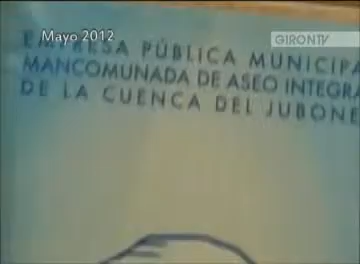 Mayo 2012
GIRONTV
EMPRESA PÚBLICA MUNICIPA
MANCOMUNADA DE ASEO INTEGRA
DE LA CUENCA DEL JUBONE